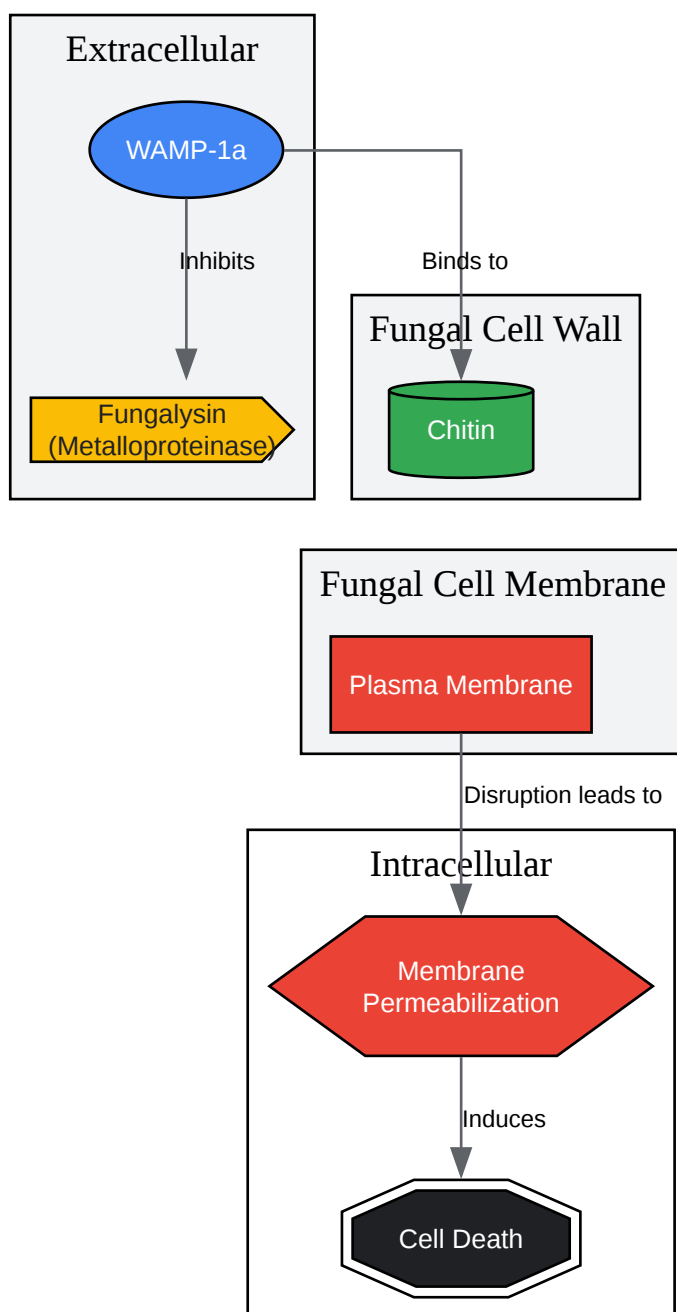 Extracellular
WAMP-1a
Inhibits
Binds to
Fungal Cell Wall
Fungalysin
(Metalloproteinase)
Chitin
Fungal Cell Membrane
Plasma Membrane
Disruption leads to
Intracellular
Membrane
Permeabilization
Induces
Cell Death